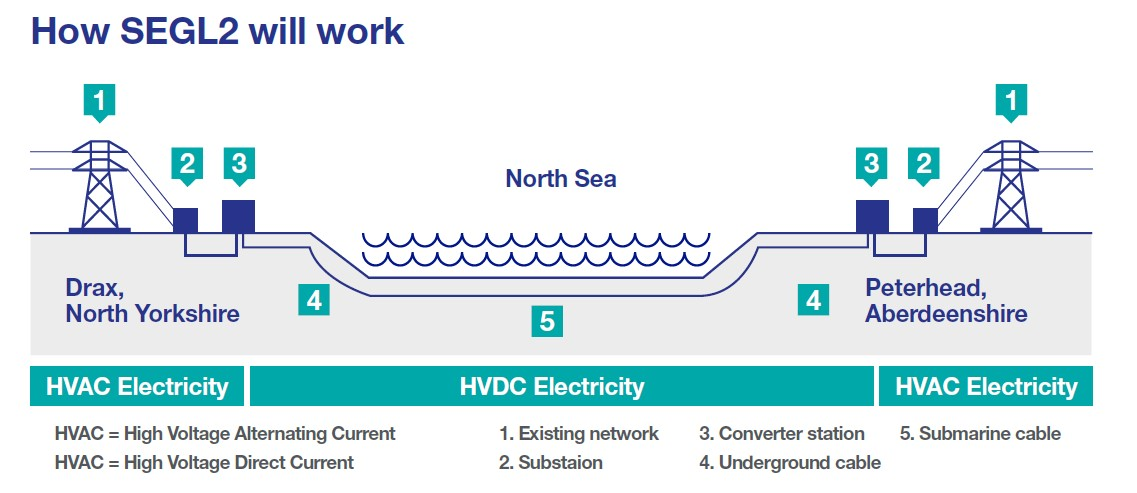 How SEGL2 will work
1
1
2
3
3
2
North Sea
Drax,
North Yorkshire
4
5
4
Peterhead,
Aberdeenshire
HVAC Electricity
HVDC Electricity
HVAC Electricity
HVAC = High Voltage Alternating Current
HVAC = High Voltage Direct Current
1. Existing network
2. Substaion
3. Converter station
4. Underground cable
5. Submarine cable